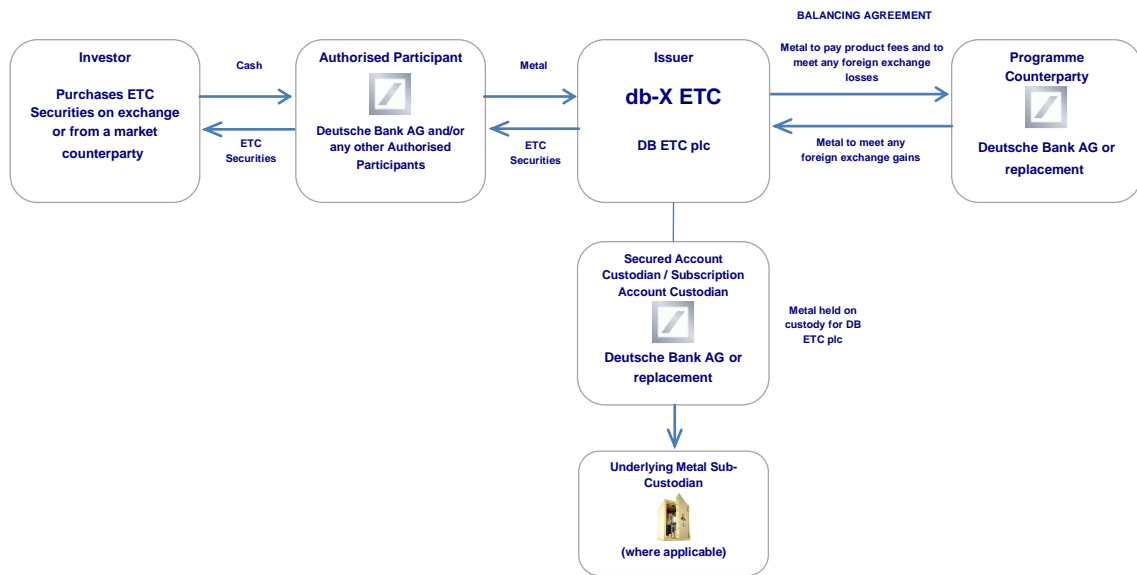 BALANCING AGREEMENT
Investor
Purchases ETC
Securities on exchange
or from a market
counterparty
Cash
ETC
Securities
Authorised Participant
Deutsche Bank AG and/or
any other Authorised
Participants
Metal
ETC
Securities
Issuer
db-X ETC
DB ETC plc
Metal to pay product fees and to
meet any foreign exchange
losses
Metal to meet any
foreign exchange gains
Programme
Counterparty
Deutsche Bank AG or
replacement
Secured Account
Custodian / Subscription
Account Custodian
Deutsche Bank AG or
replacement
Metal held on
custody for DB
ETC plc
Underlying Metal Sub-
Custodian
(where applicable)